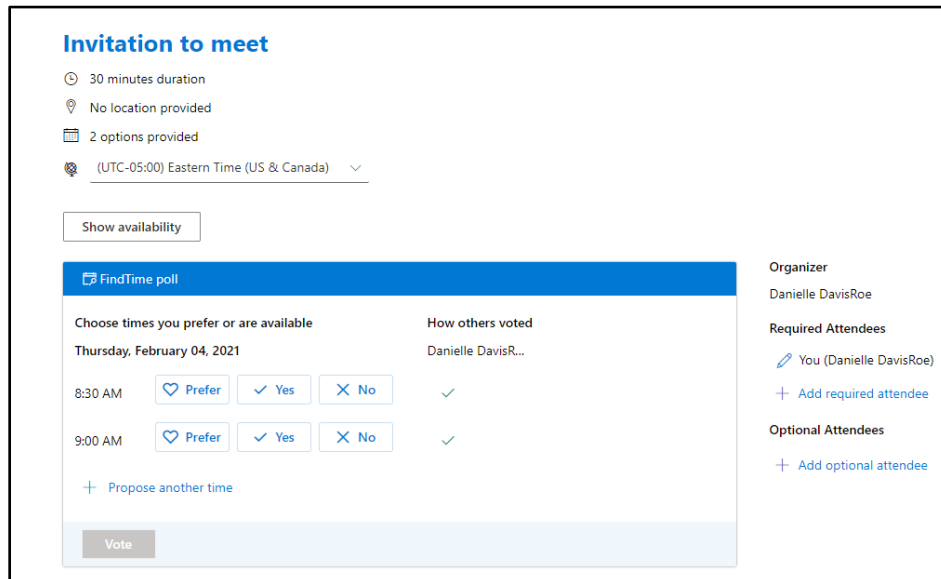 Invitation to meet
30 minutes duration
No location provided
2 options provided
(UTC-05:00) Eastern Time (US & Canada)
Show availability
FindTime poll
Choose times you prefer or are available
How others voted
Thursday, February 04, 2021
Danielle DavisR...
8:30 AM Prefer Yes No
9:00 AM Prefer Yes No
Propose another time
Vote
Organizer
Danielle DavisRoe
Required Attendees
You (Danielle DavisRoe)
Add required attendee
Optional Attendees
Add optional attendee